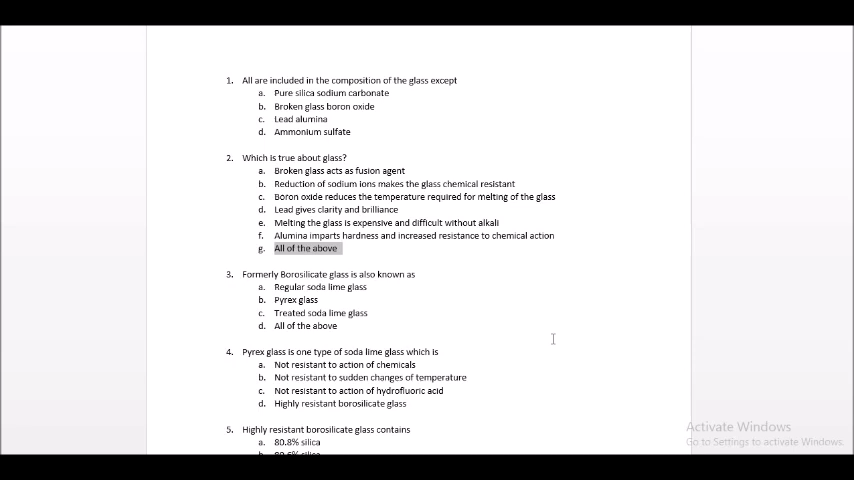 1. All are included in the composition of the glass except
a. Pure silica sodium carbonate
b. Broken glass boron oxide
c. Lead alumina
d. Ammonium sulfate
2. Which is true about glass?
a. Broken glass acts as fusion agent
b. Reduction of sodium ions makes the glass chemical resistant
c. Boron oxide reduces the temperature required for melting of the glass
d. Lead gives clarity and brilliance
e. Melting the glass is expensive and difficult without alkali
f. Alumina imparts hardness and increased resistance to chemical action
g. All of the above
3. Formerly Borosilicate glass is also known as
a. Regular soda lime glass
b. Pyrex glass
c. Treated soda lime glass
d. All of the above
4. Pyrex glass is one type of soda lime glass which is
a. Not resistant to action of chemicals
b. Not resistant to sudden changes of temperature
c. Not resistant to action of hydrofluoric acid
d. Highly resistant borosilicate glass
5. Highly resistant borosilicate glass contains
a. 80.8% silica
b. 80.6% silica
Activate Windows
Go to Settings to activate Windows.